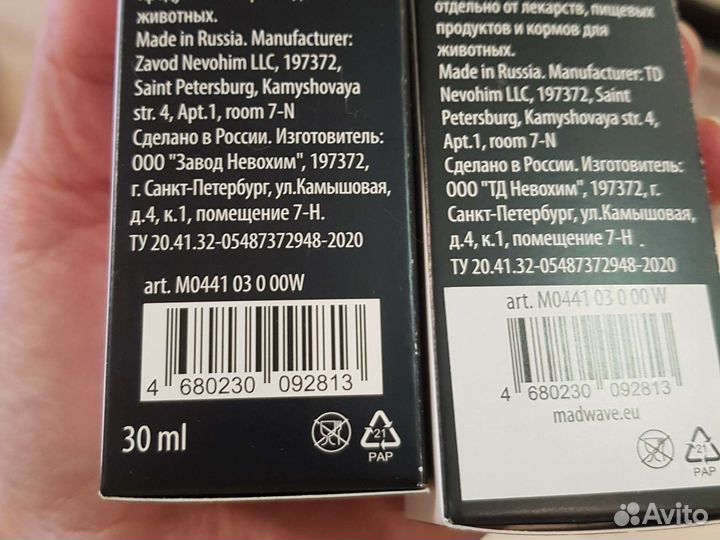 животных.
Made in Russia. Manufacturer:
Zavod Nevohim LLC, 197372,
Saint Petersburg, Kamyshovaya
str. 4, Apt.1, room 7-N
Сделано в России. Изготовитель:
ООО "Завод Невохим", 197372,
г. Санкт-Петербург, ул.Камышовая,
д.4, к.1, помещение 7-Н.
ТУ 20.41.32-05487372948-2020
art. M0441 03 0 00W
4 680230 092813
30 ml
21
PAP
отдельно от лекарств, пищевых
продуктов и кормов для
животных.
Made in Russia. Manufacturer: TD
Nevohim LLC, 197372, Saint
Petersburg, Kamyshovaya str. 4,
Apt.1, room 7-N
Сделано в России. Изготовитель:
ООО "ТД Невохим", 197372, г.
Санкт-Петербург, ул.Камышовая,
д.4, к.1, помещение 7-Н
ТУ 20.41.32-05487372948-2020
art. M0441 03 0 00W
4 680230 092813
madwave.eu
21
PAP
Avito